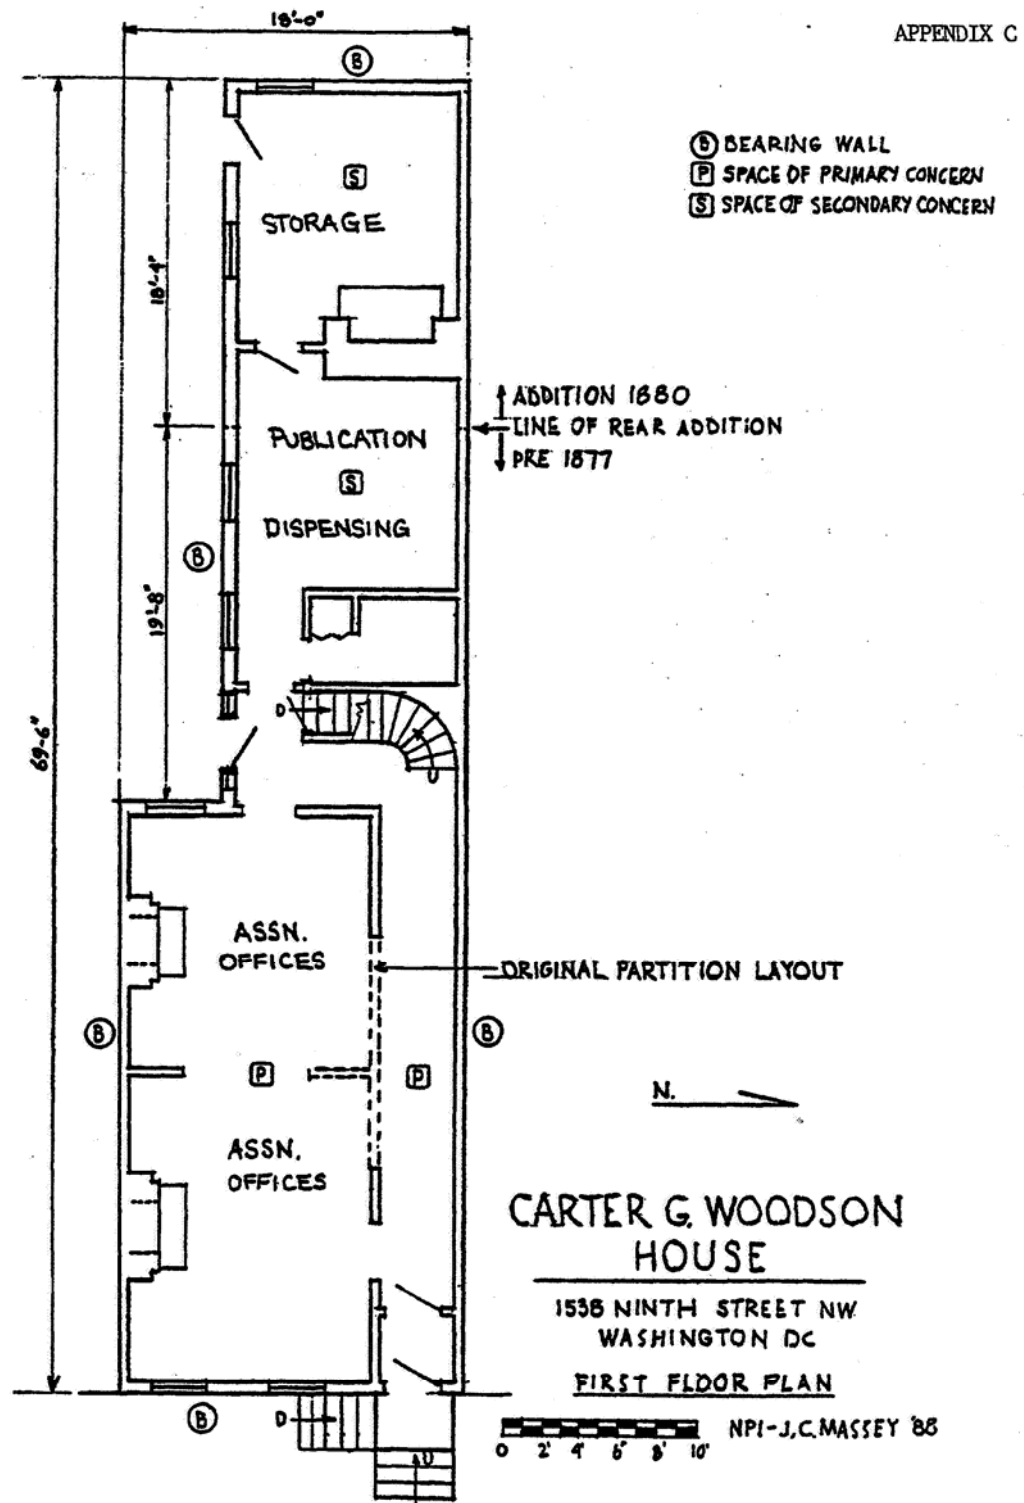 18'-0"
APPENDIX C
B
B BEARING WALL
P SPACE OF PRIMARY CONCERN
S SPACE OF SECONDARY CONCERN
S
STORAGE
18'-4"
ADDITION 1880
LINE OF REAR ADDITION
PRE 1877
PUBLICATION
S
DISPENSING
B
19'-8"
69'-6"
D
U
ASSN.
OFFICES
ORIGINAL PARTITION LAYOUT
B
B
P
P
N.
ASSN.
OFFICES
CARTER G. WOODSON
HOUSE
1538 NINTH STREET NW
WASHINGTON DC
FIRST FLOOR PLAN
B
D
U
0 2' 4' 6' 8' 10'
NPI-J.C.MASSEY '88